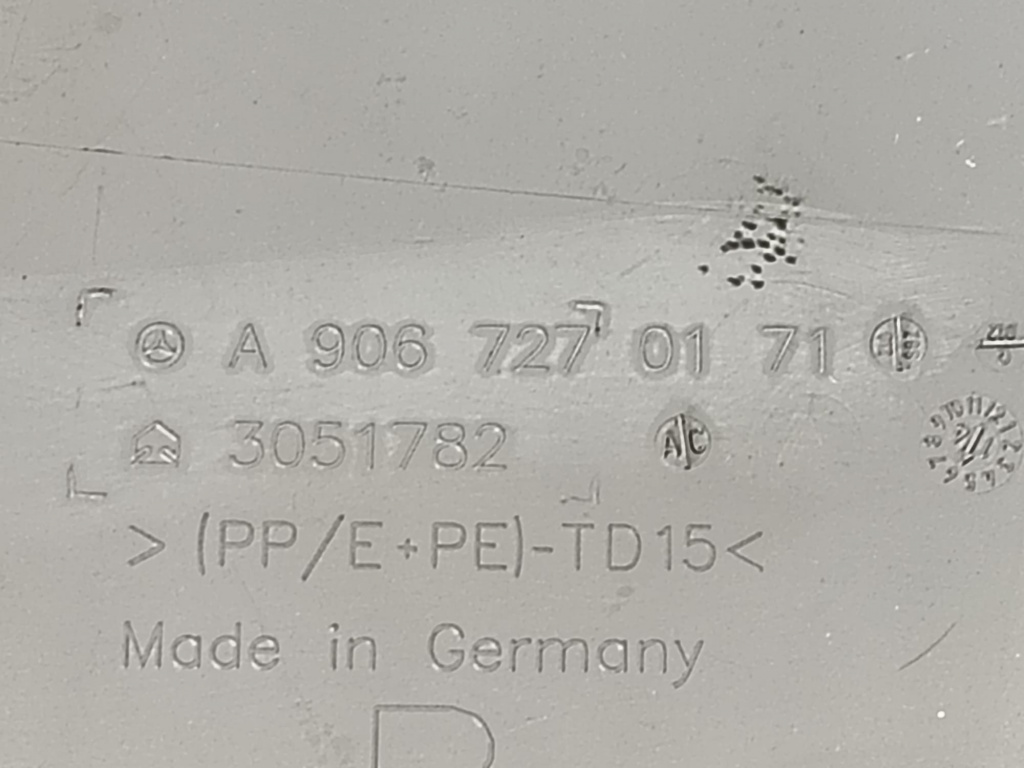 A 906 727 01 71
3051782 A C
>(PP/E+PE)-TD15<
Made in Germany